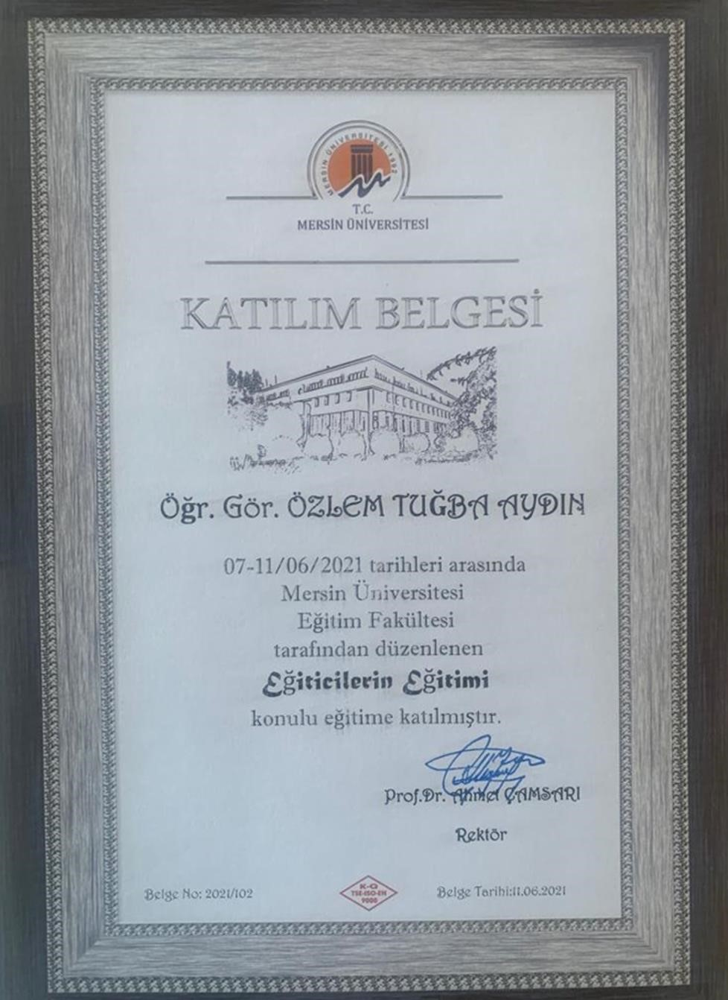 MERSİN ÜNİVERSİTESİ 1992
T.C.
MERSİN ÜNİVERSİTESİ
KATILIM BELGESİ
Öğr. Gör. ÖZLEM TUĞBA AYDIN
07-11/06/2021 tarihleri arasında
Mersin Üniversitesi
Eğitim Fakültesi
tarafından düzenlenen
Eğiticilerin Eğitimi
konulu eğitime katılmıştır.
Prof.Dr. Ahmet ÇAMSARI
Rektör
K-Q
TSE-ISO-EN
9000
Belge No: 2021/102
Belge Tarihi:11.06.2021